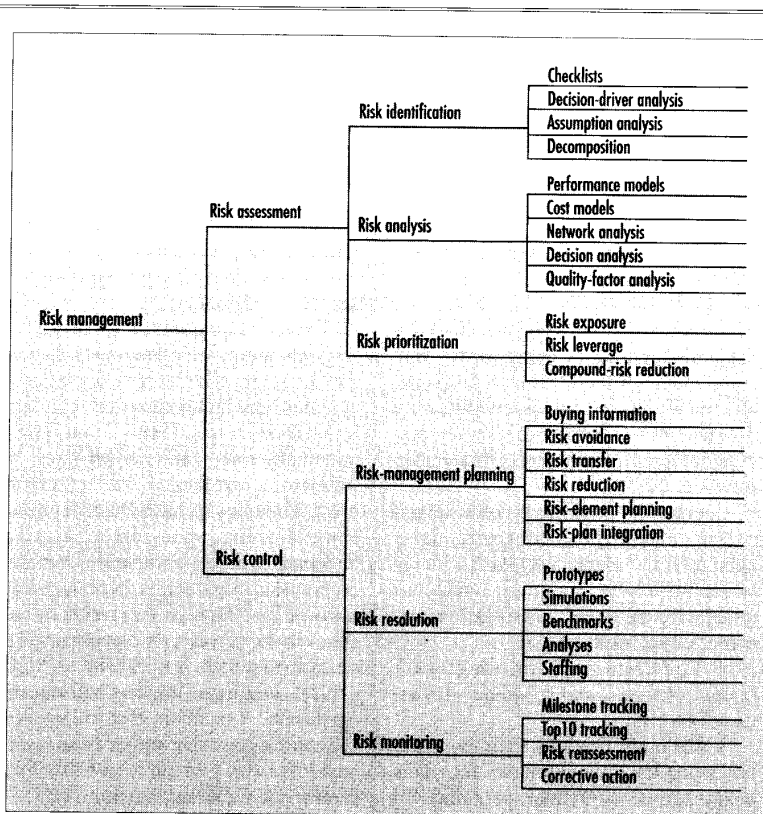 Checklists
Decision-driver analysis
Risk identification
Assumption analysis
Decomposition
Performance models
Risk assessment
Cost models
Risk analysis
Network analysis
Decision analysis
Quality-factor analysis
Risk management
Risk exposure
Risk prioritization
Risk leverage
Compound-risk reduction
Buying information
Risk avoidance
Risk transfer
Risk-management planning
Risk reduction
Risk-element planning
Risk-plan integration
Risk control
Prototypes
Simulations
Risk resolution
Benchmarks
Analyses
Staffing
Milestone tracking
Top10 tracking
Risk monitoring
Risk reassessment
Corrective action